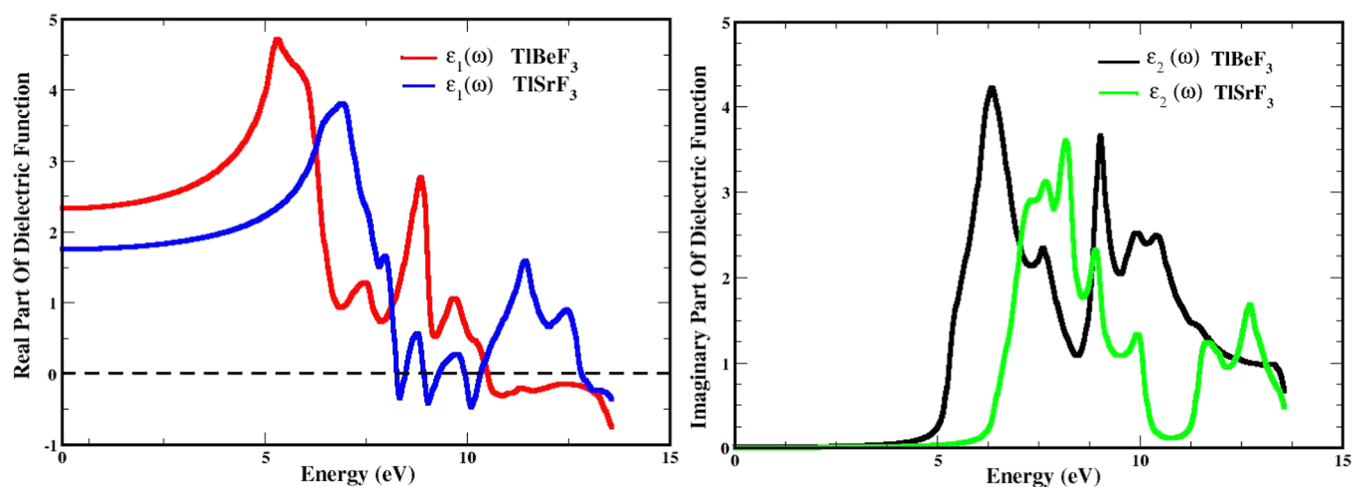 5
4
3
2
1
0
-1
0
5
10
15
Real Part Of Dielectric Function
Energy (eV)
ε₁(ω) TlBeF₃
ε₁(ω) TlSrF₃
5
4
3
2
1
0
0
5
10
15
Imaginary Part Of Dielectric Function
Energy (eV)
ε₂ (ω) TlBeF₃
ε₂ (ω) TlSrF₃